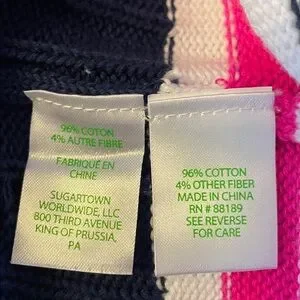 96% COTON
4% AUTRE FIBRE
FABRIQUÉ EN
CHINE
SUGARTOWN
WORLDWIDE, LLC
800 THIRD AVENUE
KING OF PRUSSIA,
PA
96% COTTON
4% OTHER FIBER
MADE IN CHINA
RN # 88189
SEE REVERSE
FOR CARE